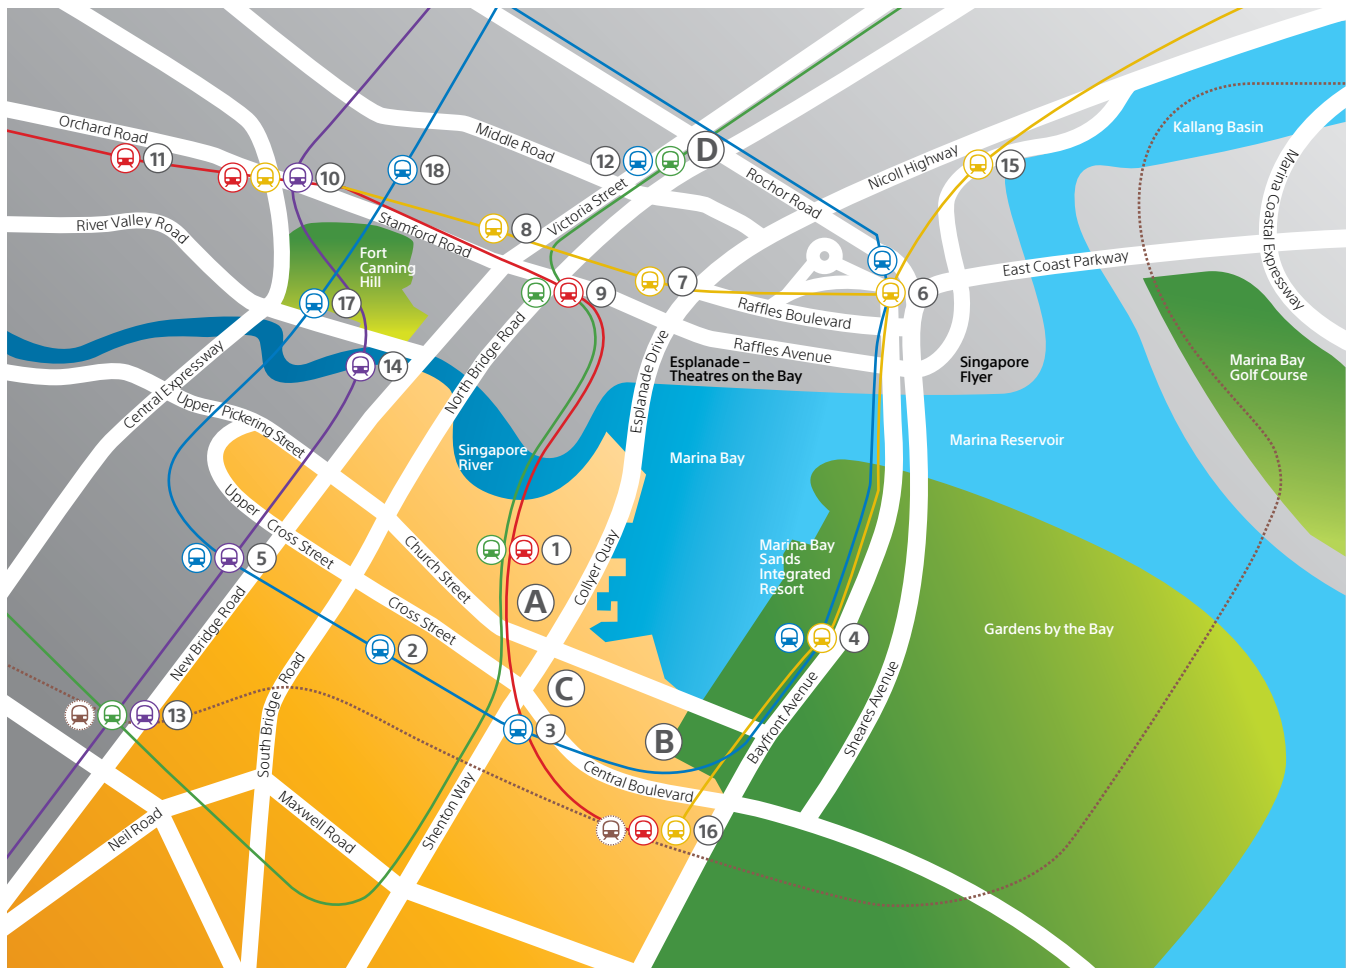 Orchard Road
11
10
18
Middle Road
12
D
Kallang Basin
Nicoll Highway
15
Marina Coastal Expressway
Rochor Road
Victoria Street
River Valley Road
Stamford Road
8
Fort
Canning
Hill
East Coast Parkway
7
9
6
17
Raffles Boulevard
North Bridge Road
Raffles Avenue
Esplanade –
Theatres on the Bay
Singapore
Flyer
Marina Bay
Golf Course
14
Central Expressway
Esplanade Drive
Upper Pickering Street
Singapore
River
Marina Bay
Marina Reservoir
Upper Cross Street
5
Church Street
1
Collyer Quay
Marina Bay
Sands
Integrated
Resort
A
Cross Street
New Bridge Road
2
4
Gardens by the Bay
C
South Bridge Road
13
3
B
Bayfront Avenue
Sheares Avenue
Central Boulevard
Neil Road
Maxwell Road
Shenton Way
16